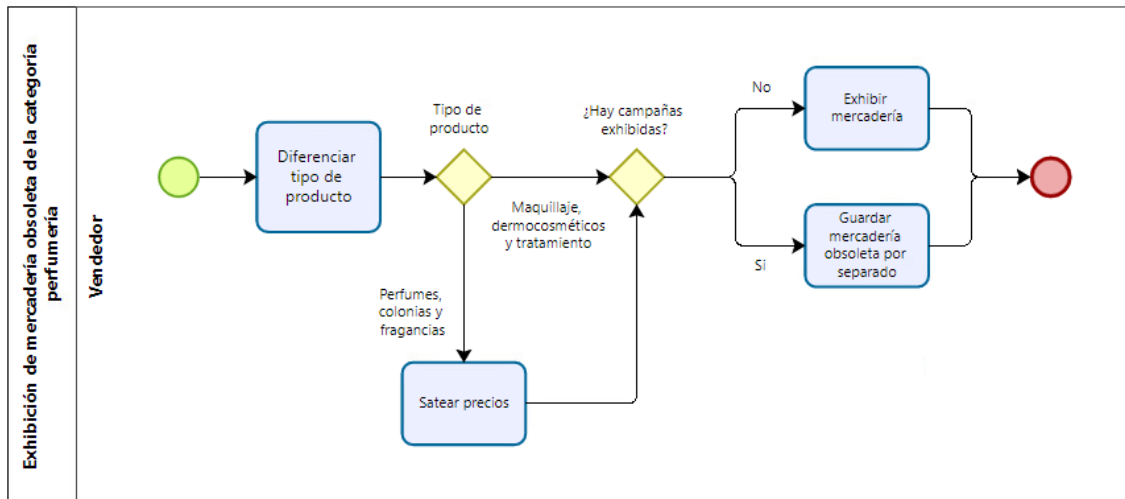 Exhibición de mercadería obsoleta de la categoría
perfumería
Vendedor
Diferenciar
tipo de
producto
Tipo de
producto
Maquillaje,
dermocosméticos
y tratamiento
Perfumes,
colonias y
fragancias
Satear precios
¿Hay campañas
exhibidas?
No
Exhibir
mercadería
Si
Guardar
mercadería
obsoleta por
separado